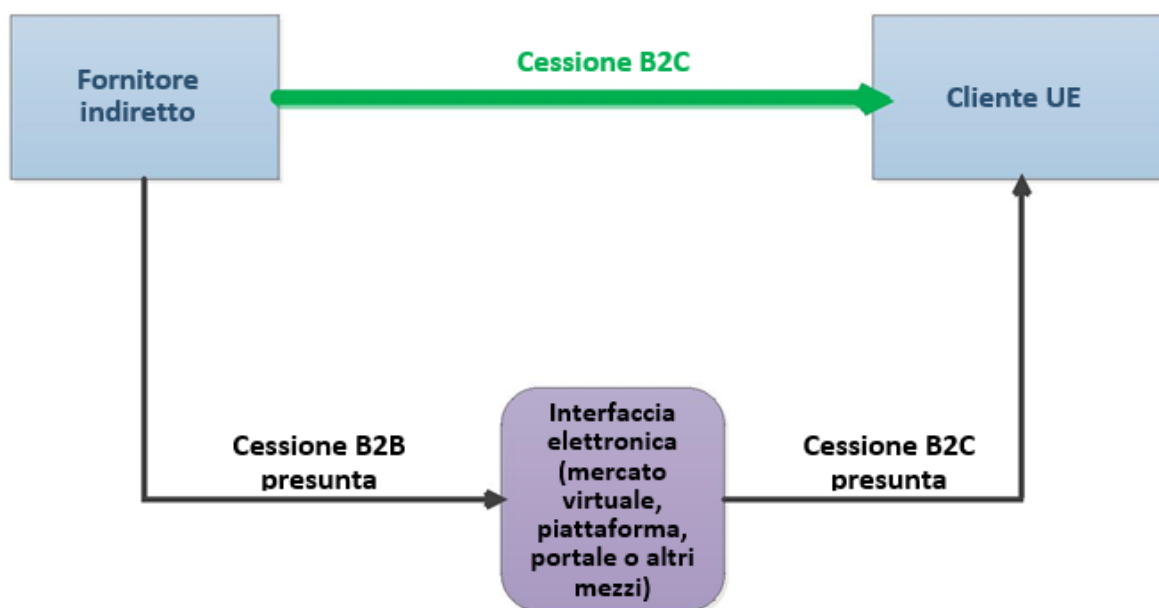 Fornitore
indiretto
Cessione B2C
Cliente UE
Cessione B2B
presunta
Interfaccia
elettronica
(mercato
virtuale,
piattaforma,
portale o altri
mezzi)
Cessione B2C
presunta